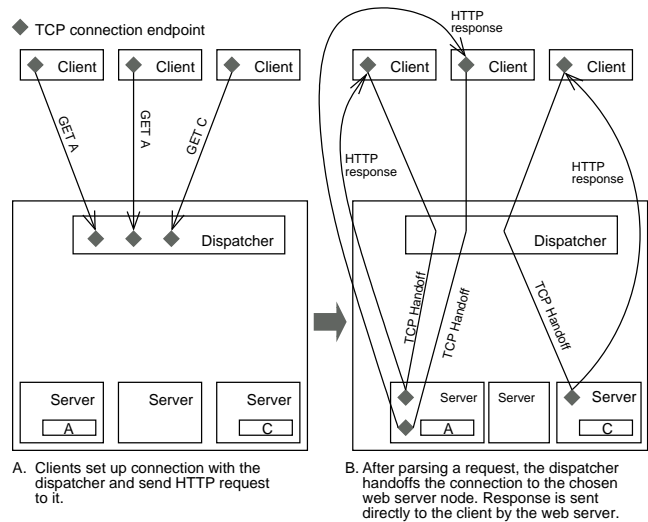 TCP connection endpoint
Client
Client
Client
GET A
GET A
GET C
Dispatcher
Server
Server
Server
A
C
A. Clients set up connection with the
dispatcher and send HTTP request
to it.
HTTP
response
Client
Client
Client
HTTP
response
HTTP
response
Dispatcher
TCP Handoff
TCP Handoff
TCP Handoff
Server
Server
Server
A
C
B. After parsing a request, the dispatcher
handoffs the connection to the chosen
web server node. Response is sent
directly to the client by the web server.